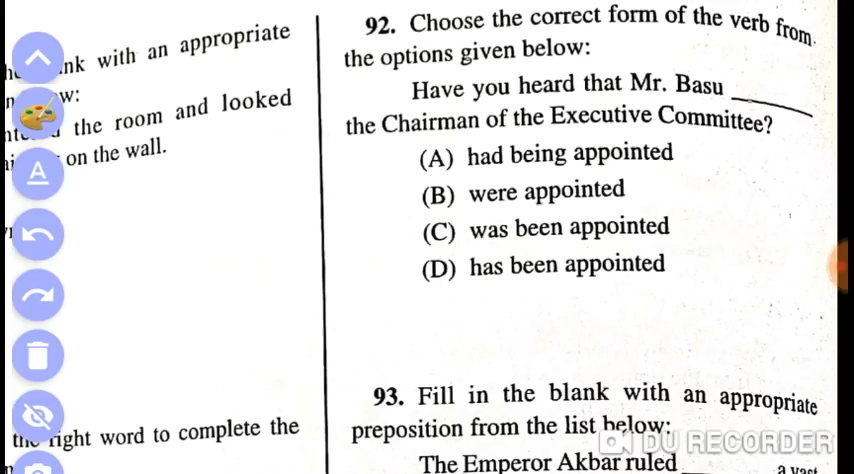 nk with an appropriate
w:
the room and looked
on the wall.
the right word to complete the
92. Choose the correct form of the verb from
the options given below:
Have you heard that Mr. Basu ____
the Chairman of the Executive Committee?
(A) had being appointed
(B) were appointed
(C) was been appointed
(D) has been appointed
93. Fill in the blank with an appropriate
preposition from the list below:
The Emperor Akbar ruled ____ a vast
DU RECORDER
A